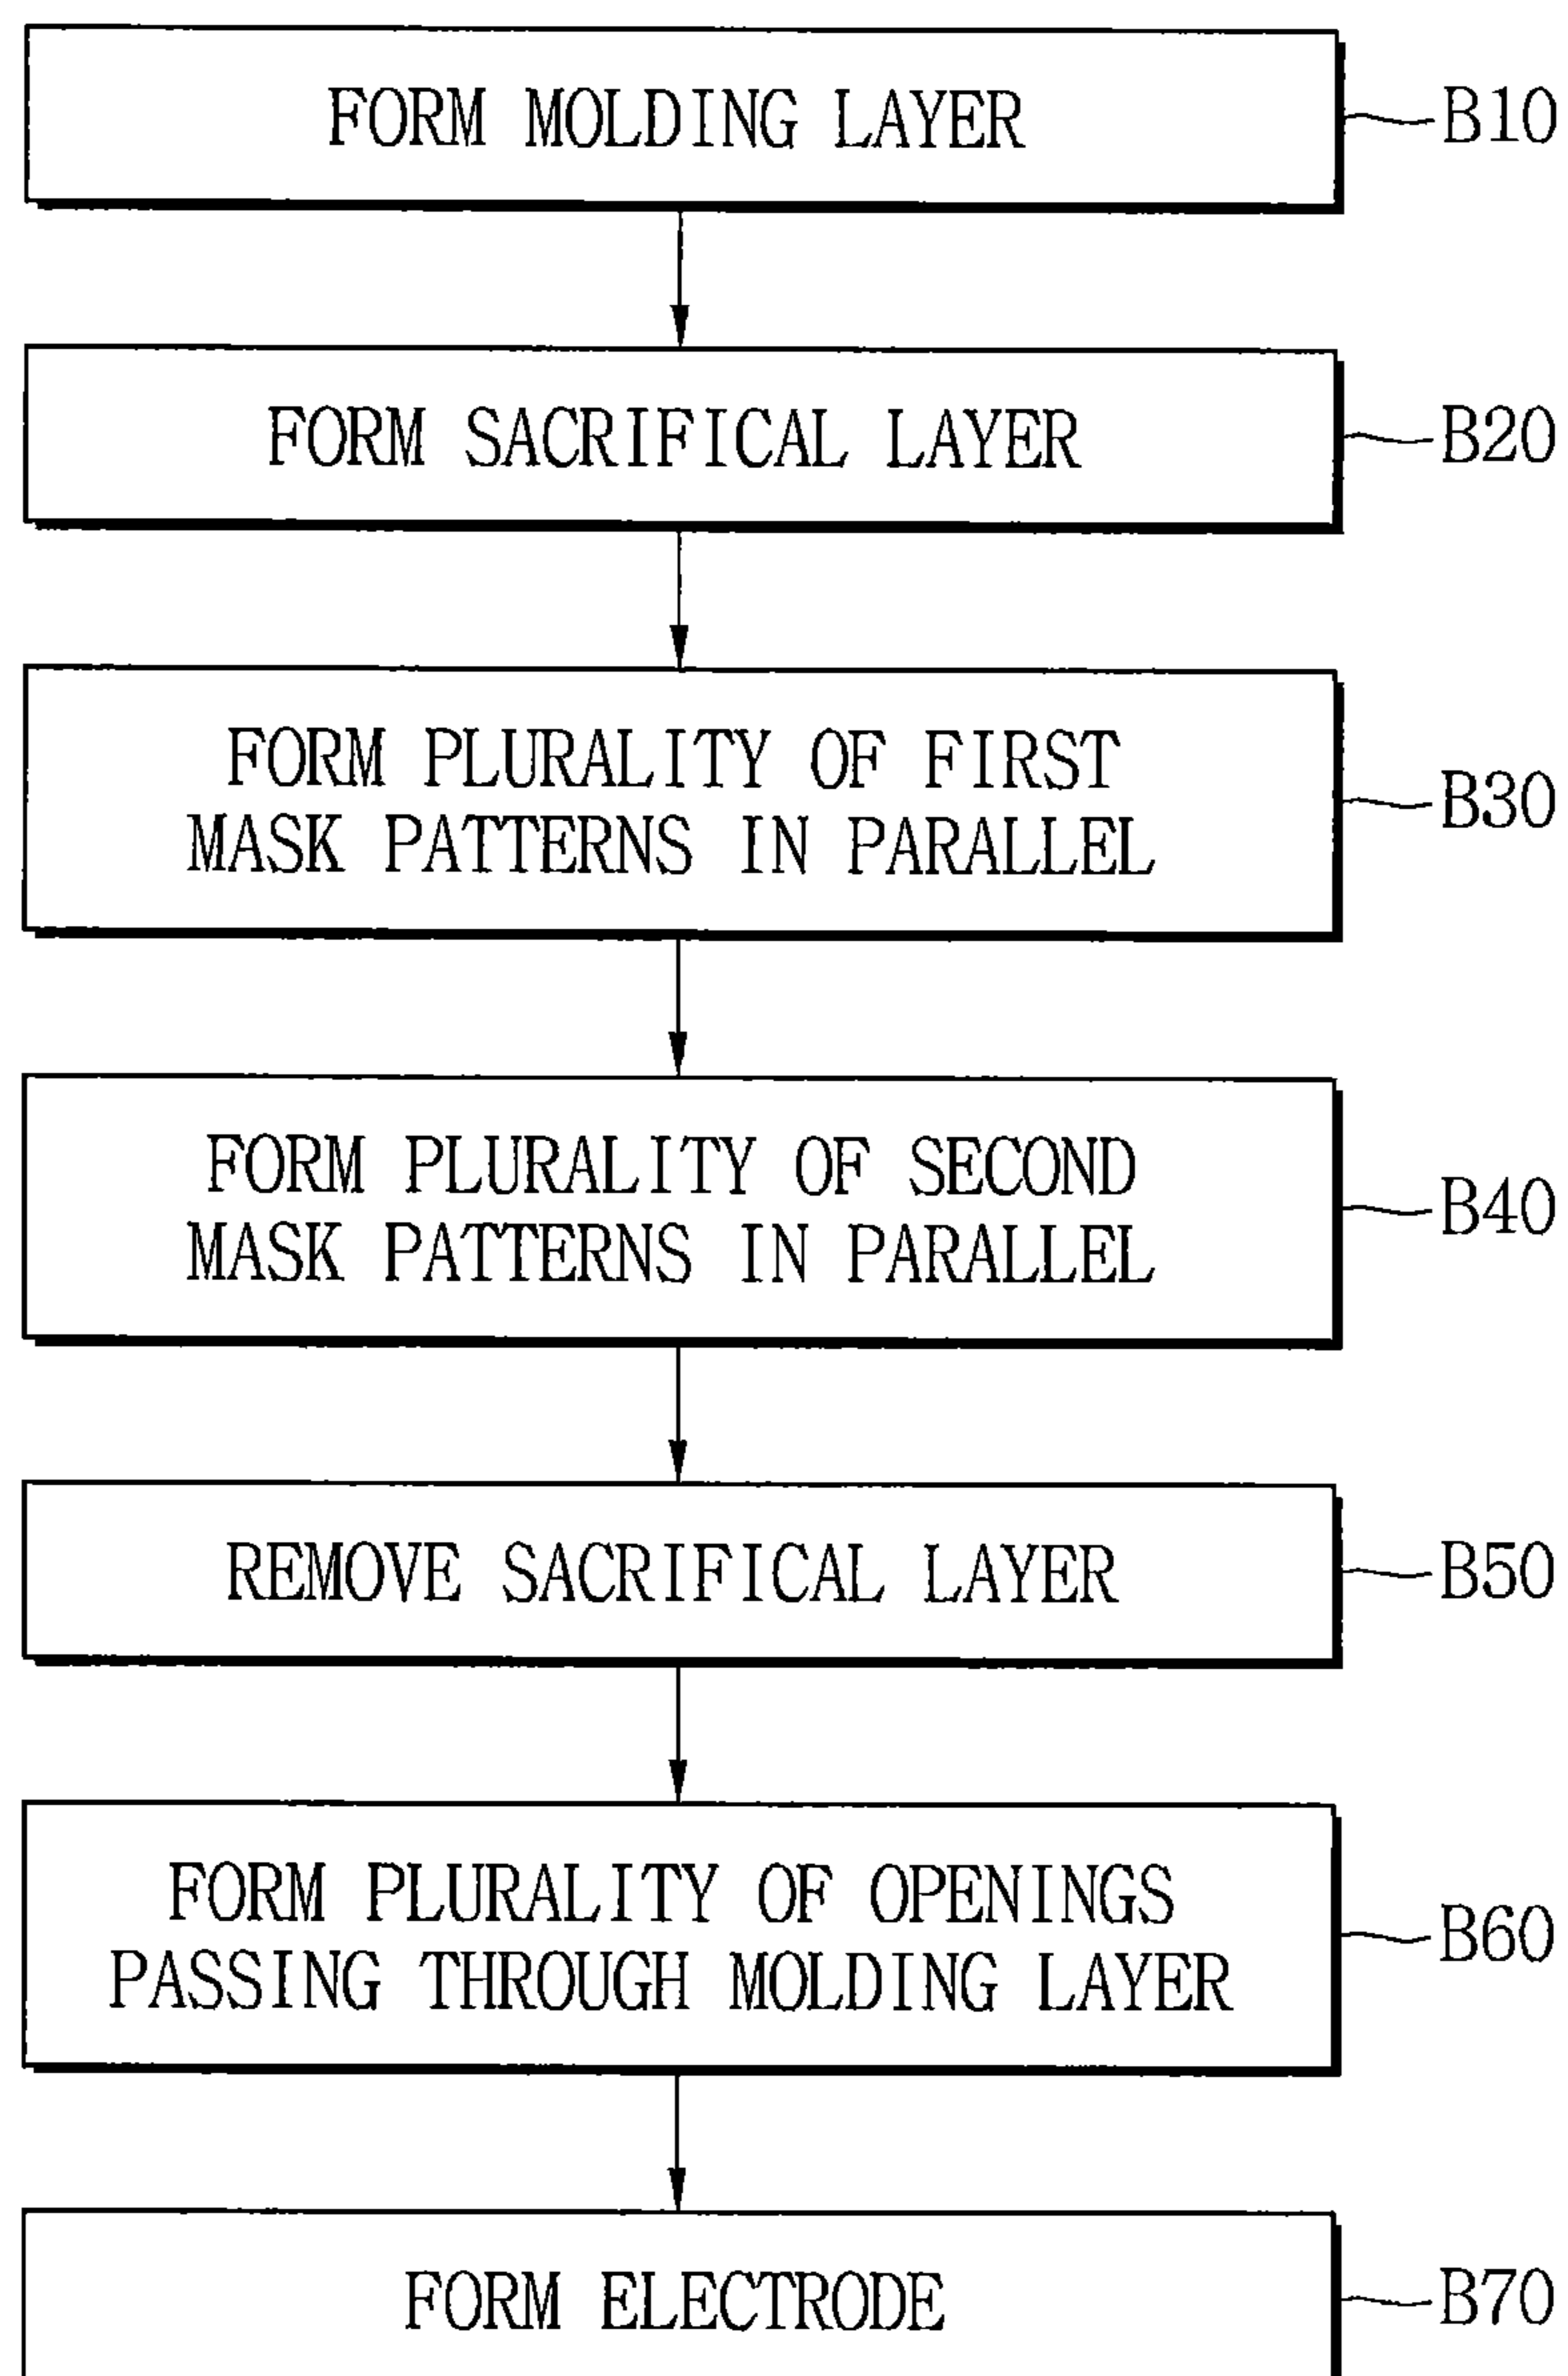 FORM MOLDING LAYER
B10
FORM SACRIFICAL LAYER
B20
FORM PLURALITY OF FIRST
MASK PATTERNS IN PARALLEL
B30
FORM PLURALITY OF SECOND
MASK PATTERNS IN PARALLEL
B40
REMOVE SACRIFICAL LAYER
B50
FORM PLURALITY OF OPENINGS
PASSING THROUGH MOLDING LAYER
B60
FORM ELECTRODE
B70